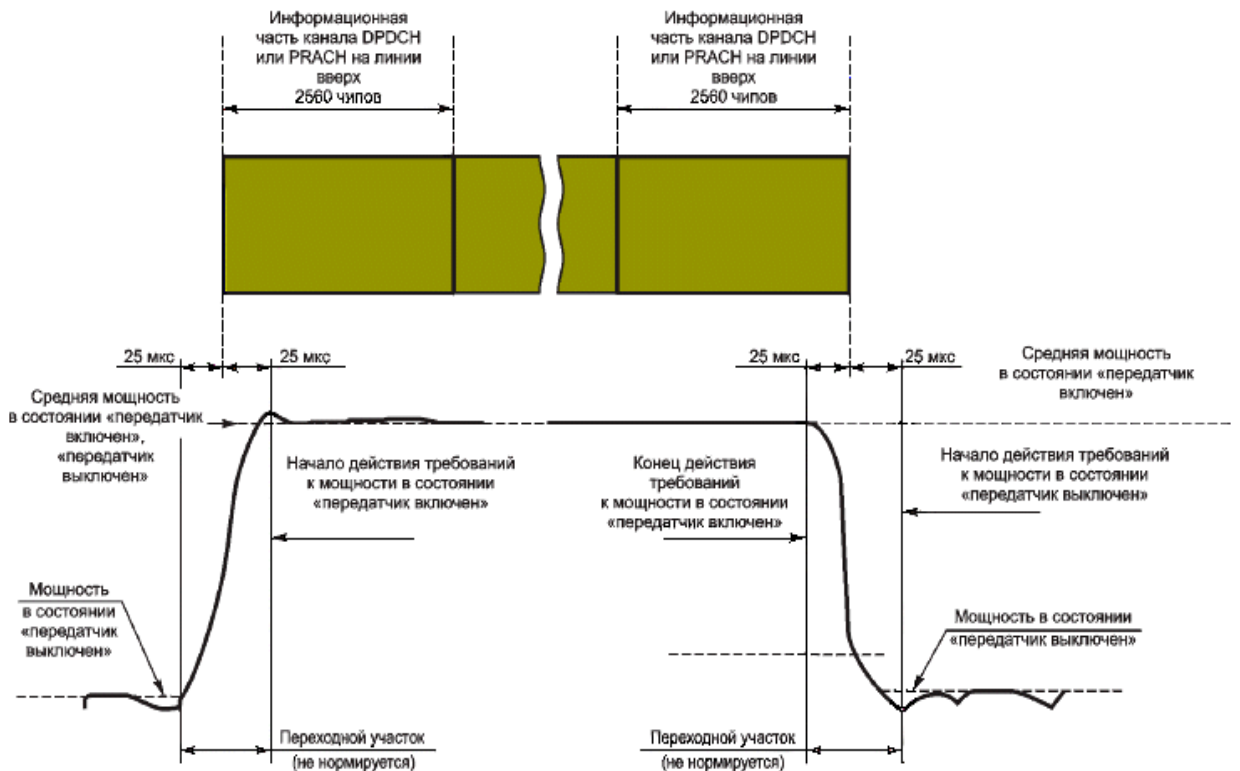 Информационная
часть канала DPDCH
или PRACH на линии
вверх
2560 чипов
Информационная
часть канала DPDCH
или PRACH на линии
вверх
2560 чипов
25 мкс
25 мкс
25 мкс
Средняя мощность
в состоянии «передатчик
включен»
Средняя мощность
в состоянии «передатчик
включен»,
«передатчик
выключен»
Начало действия требований
к мощности в состоянии
«передатчик включен»
Конец действия
требований
к мощности в состоянии
«передатчик включен»
Начало действия требований
к мощности в состоянии
«передатчик выключен»
Мощность
в состоянии
«передатчик
выключен»
Мощность в состоянии
«передатчик выключен»
Переходной участок
(не нормируется)
Переходной участок
(не нормируется)